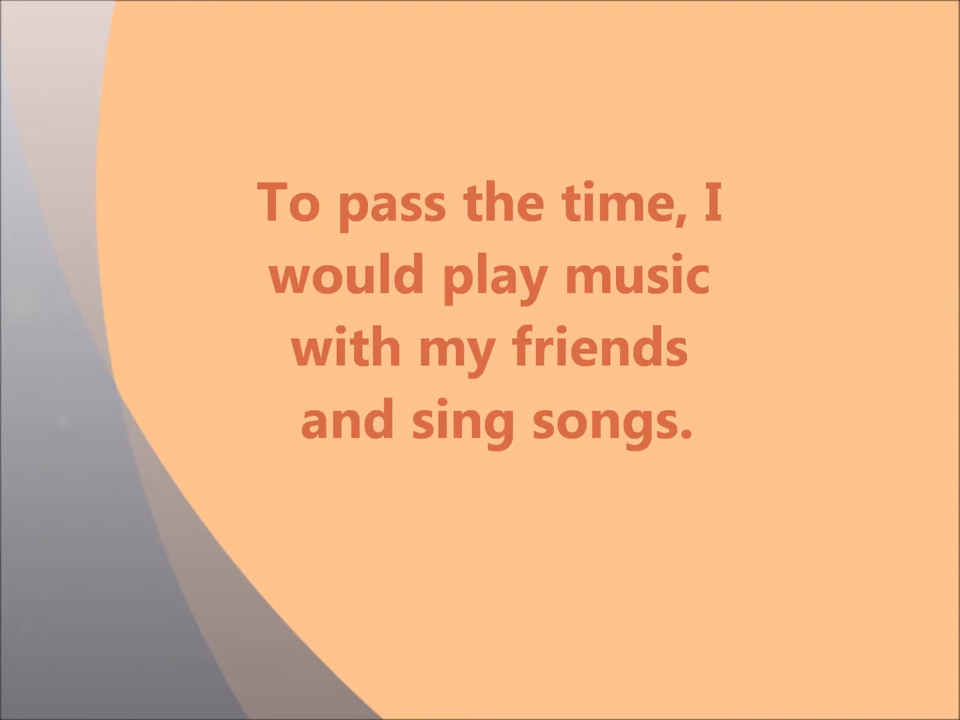 To pass the time, I
would play music
with my friends
and sing songs.